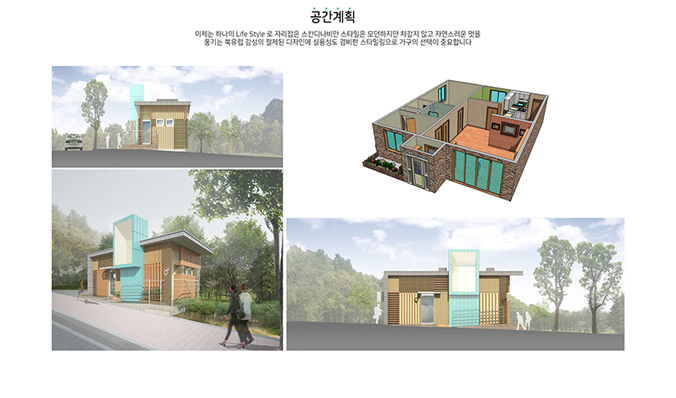 공간계획
이제는 하나의 Life Style 로 자리잡은 스칸디나비안 스타일은 모던하지만 차갑지 않고 자연스러운 멋을
풍기는 북유럽 감성의 절제된 디자인에 실용성도 겸비한 스타일링으로 가구의 선택이 중요합니다